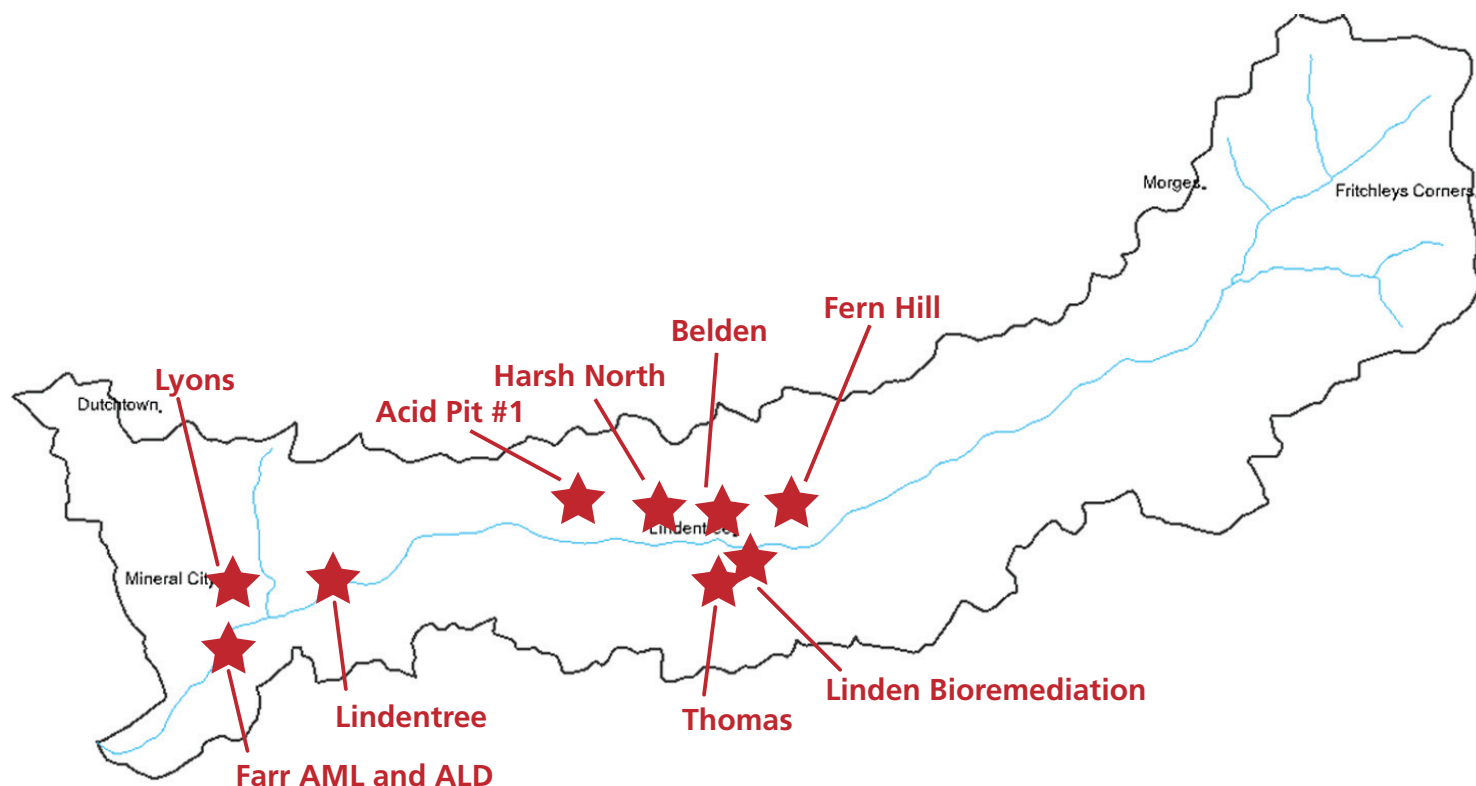 Morges
Fritchleys Corners
Fern Hill
Belden
Harsh North
Lyons
Dutchtown
Acid Pit #1
Lindentree
Mineral City
Linden Bioremediation
Lindentree
Thomas
Farr AML and ALD